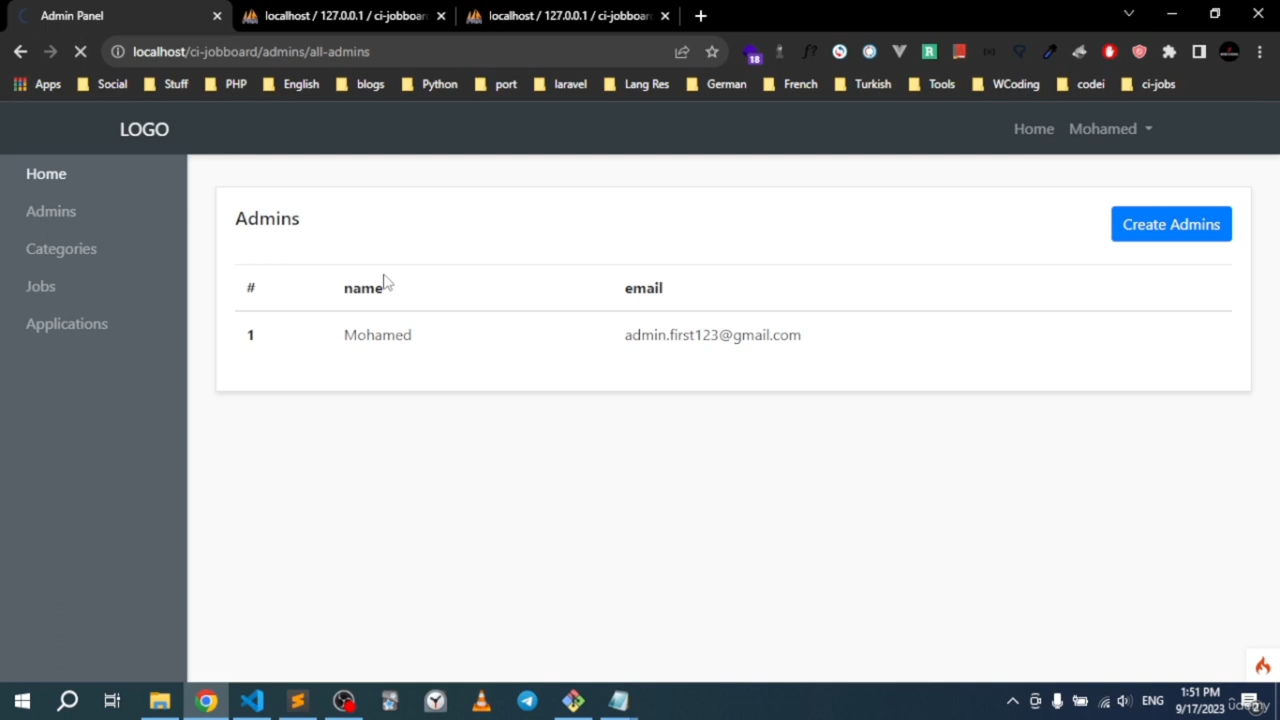 Admin Panel
localhost / 127.0.0.1 / ci-jobboar
localhost / 127.0.0.1 / ci-jobboar
localhost/ci-jobboard/admins/all-admins
18
Apps
Social
Stuff
PHP
English
blogs
Python
port
laravel
Lang Res
German
French
Turkish
Tools
WCoding
codei
ci-jobs
LOGO
Home
Mohamed
Home
Admins
Categories
Jobs
Applications
Admins
Create Admins
# name email
1 Mohamed admin.first123@gmail.com
ENG
1:51 PM
9/17/2023
udemy